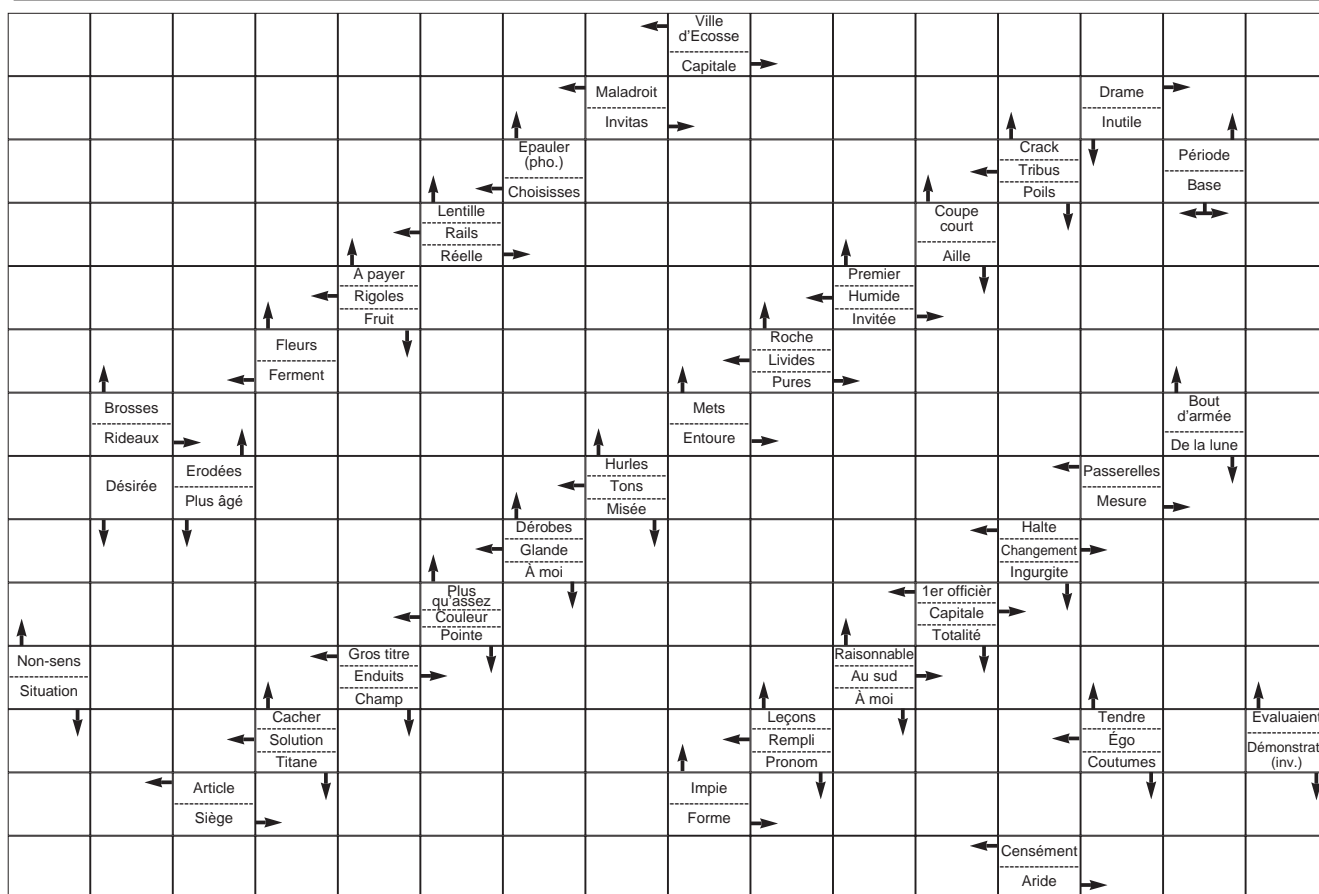 Ville
d'Ecosse
Capitale
Maladroit
Invitas
Drame
Inutile
Epauler
(pho.)
Choisisses
Crack
Tribus
Poils
Période
Base
Lentille
Rails
Réelle
Coupe
court
Aille
À payer
Rigoles
Fruit
Premier
Humide
Invitée
Fleurs
Ferment
Roche
Livides
Pures
Brosses
Rideaux
Mets
Entoure
Bout
d'armée
De la lune
Désirée
Erodées
Plus âgé
Hurles
Tons
Misée
Passerelles
Mesure
Dérobes
Glande
À moi
Halte
Changement
Ingurgite
Plus
qu'assez
Couleur
Pointe
1er officièr
Capitale
Totalité
Non-sens
Situation
Gros titre
Enduits
Champ
Raisonnable
Au sud
À moi
Cacher
Solution
Titane
Leçons
Rempli
Pronom
Tendre
Égo
Coutumes
Évaluaient
Démonstrat
(inv.)
Article
Siège
Impie
Forme
Censément
Aride